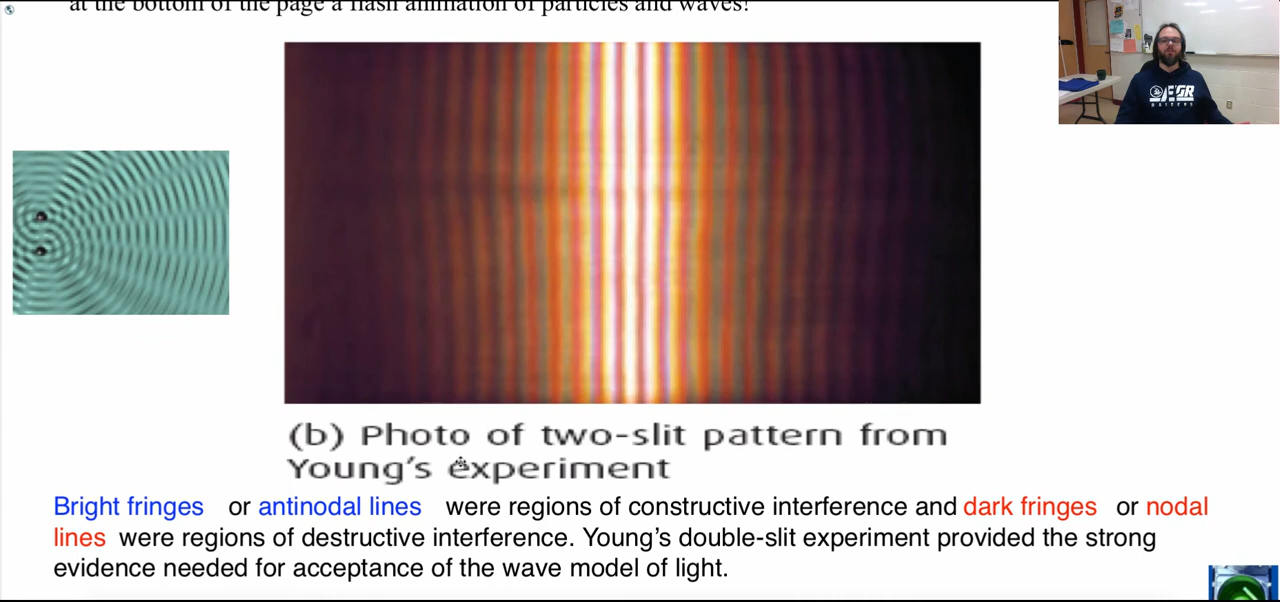 at the bottom of the page a flash animation of particles and waves!
(b) Photo of two-slit pattern from
Young's experiment
Bright fringes or antinodal lines were regions of constructive interference and dark fringes or nodal
lines were regions of destructive interference. Young's double-slit experiment provided the strong
evidence needed for acceptance of the wave model of light.